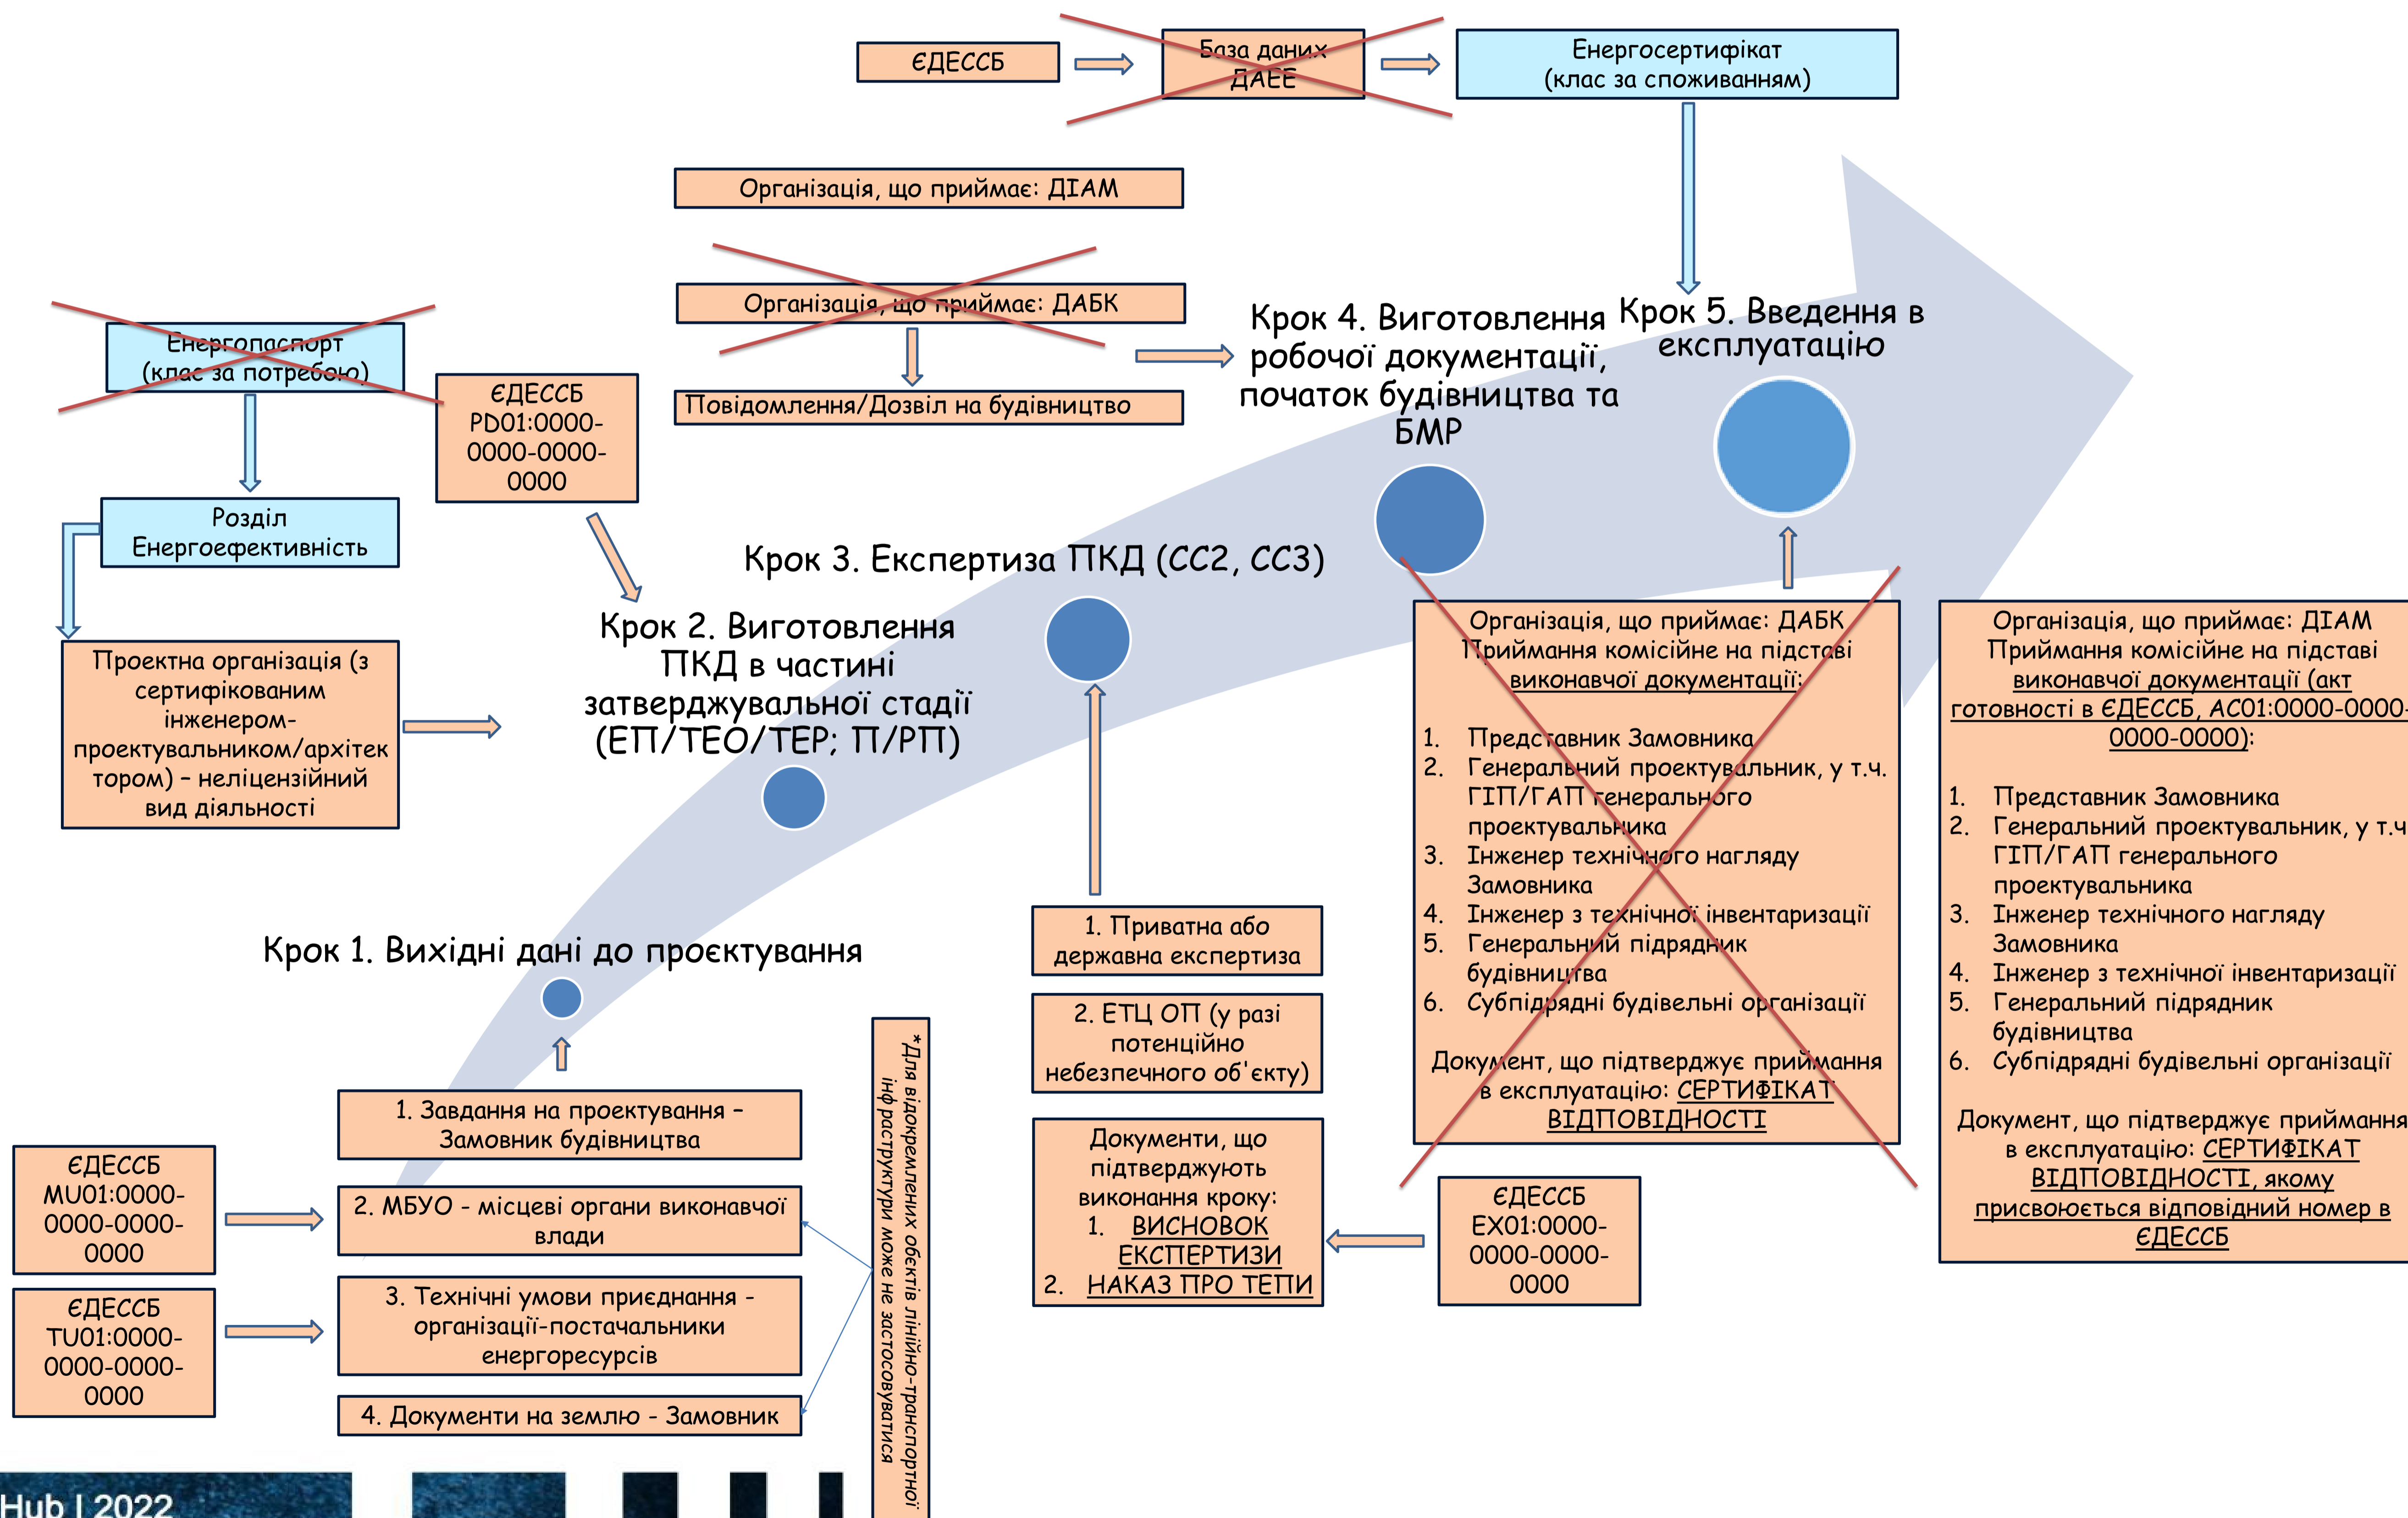 ЄДЕССБ
База даних
ДАЕЕ
Енергосертифікат
(клас за споживанням)
Організація, що приймає: ДІАМ
Організація, що приймає: ДАБК
Повідомлення/Дозвіл на будівництво
Енергопаспорт
(клас за потребою)
ЄДЕССБ
PD01:0000-
0000-0000-
0000
Розділ
Енергоефективність
Проектна організація (з
сертифікованим
інженером-
проектувальником/архітек
тором) – неліцензійний
вид діяльності
Крок 4. Виготовлення
робочої документації,
початок будівництва та
БМР
Крок 5. Введення в
експлуатацію
Крок 3. Експертиза ПКД (СС2, СС3)
Крок 2. Виготовлення
ПКД в частині
затверджувальної стадії
(ЕП/ТЕО/ТЕР; П/РП)
Крок 1. Вихідні дані до проєктування
1. Завдання на проектування –
Замовник будівництва
ЄДЕССБ
MU01:0000-
0000-0000-
0000
2. МБУО - місцеві органи виконавчої
влади
ЄДЕССБ
TU01:0000-
0000-0000-
0000
3. Технічні умови приєднання -
організації-постачальники
енергоресурсів
4. Документи на землю - Замовник
*Для відокремлених обєктів лінійно-транспортної
інфраструктури може не застосовуватися
1. Приватна або
державна експертиза
2. ЕТЦ ОП (у разі
потенційно
небезпечного об'єкту)
Документи, що
підтверджують
виконання кроку:
1. ВИСНОВОК
ЕКСПЕРТИЗИ
2. НАКАЗ ПРО ТЕПИ
ЄДЕССБ
EX01:0000-
0000-0000-
0000
Організація, що приймає: ДАБК
Приймання комісійне на підставі
виконавчої документації:
1. Представник Замовника
2. Генеральний проектувальник, у т.ч.
ГІП/ГАП генерального
проектувальника
3. Інженер технічного нагляду
Замовника
4. Інженер з технічної інвентаризації
5. Генеральний підрядник
будівництва
6. Субпідрядні будівельні організації
Документ, що підтверджує приймання
в експлуатацію: СЕРТИФІКАТ
ВІДПОВІДНОСТІ
Організація, що приймає: ДІАМ
Приймання комісійне на підставі
виконавчої документації (акт
готовності в ЄДЕССБ, АС01:0000-0000-
0000-0000):
1. Представник Замовника
2. Генеральний проектувальник, у т.ч
ГІП/ГАП генерального
проектувальника
3. Інженер технічного нагляду
Замовника
4. Інженер з технічної інвентаризації
5. Генеральний підрядник
будівництва
6. Субпідрядні будівельні організації
Документ, що підтверджує приймання
в експлуатацію: СЕРТИФІКАТ
ВІДПОВІДНОСТІ, якому
присвоюється відповідний номер в
ЄДЕССБ
Hub | 2022